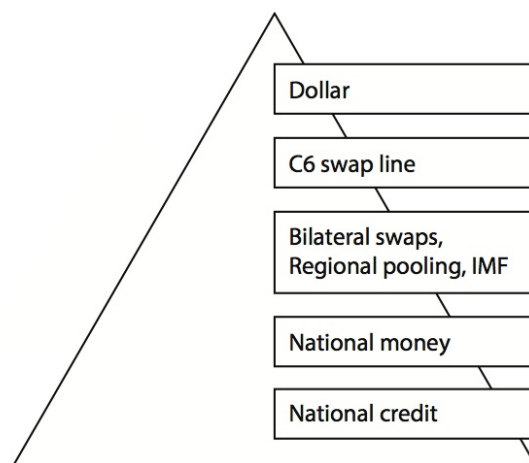 Dollar
C6 swap line
Bilateral swaps,
Regional pooling, IMF
National money
National credit